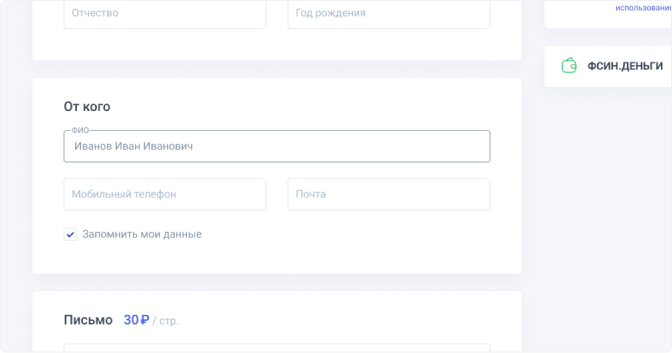 Отчество
Год рождения
использовани
ФСИН.ДЕНЬГИ
От кого
ФИО
Иванов Иван Иванович
Мобильный телефон
Почта
Запомнить мои данные
Письмо 30 ₽ / стр.